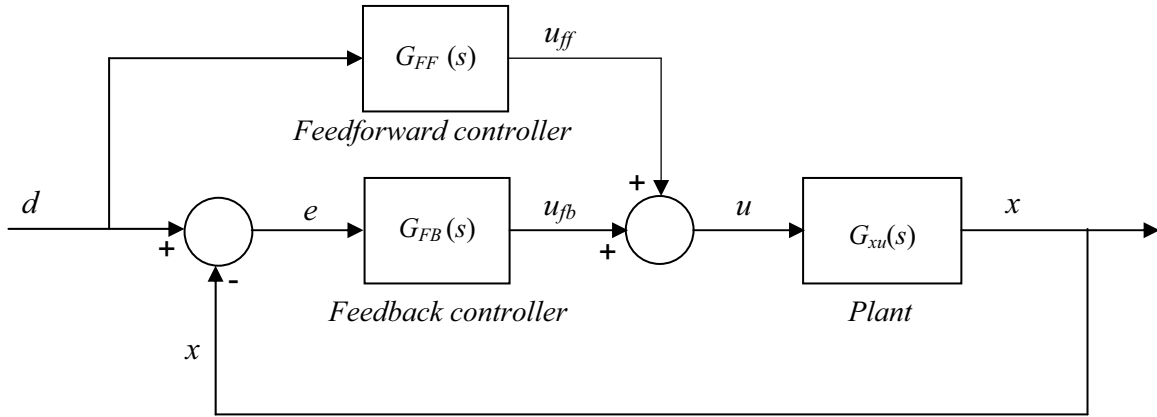 G_FF (s)
u_ff
Feedforward controller
d
+
-
e
G_FB (s)
Feedback controller
u_fb
+
+
u
G_xu(s)
Plant
x
x